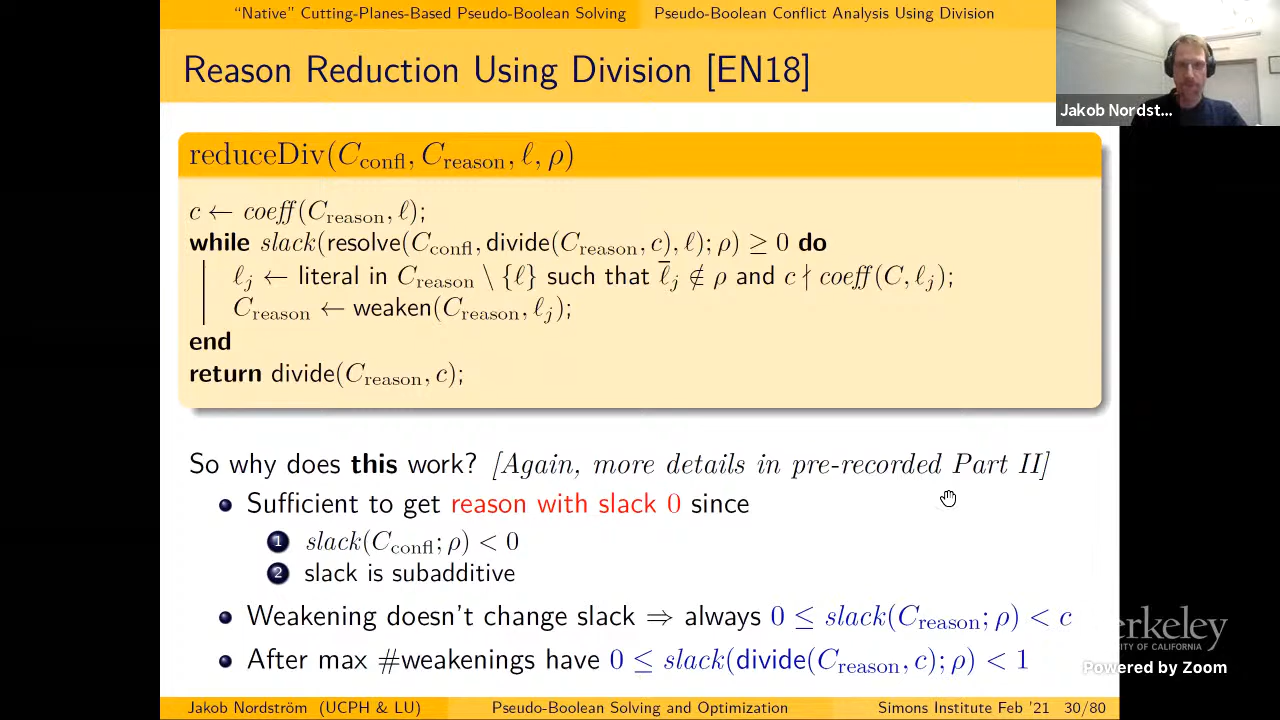 “Native” Cutting-Planes-Based Pseudo-Boolean Solving Pseudo-Boolean Conflict Analysis Using Division
Reason Reduction Using Division [EN18]
Jakob Nordst...
reduceDiv(C_confl, C_reason, ℓ, ρ)
c ← coeff(C_reason, ℓ);
while slack(resolve(C_confl, divide(C_reason, c), ℓ); ρ) ≥ 0 do
ℓ_j ← literal in C_reason \ {ℓ} such that ℓ̅_j ∉ ρ and c ∤ coeff(C, ℓ_j);
C_reason ← weaken(C_reason, ℓ_j);
end
return divide(C_reason, c);
So why does this work? [Again, more details in pre-recorded Part II]
Sufficient to get reason with slack 0 since
1 slack(C_confl; ρ) < 0
2 slack is subadditive
Weakening doesn't change slack ⇒ always 0 ≤ slack(C_reason; ρ) < c
After max #weakenings have 0 ≤ slack(divide(C_reason, c); ρ) < 1
erkeley
TY OF CALIFORNIA
Powered by Zoom
Jakob Nordström (UCPH & LU) Pseudo-Boolean Solving and Optimization Simons Institute Feb '21 30/80